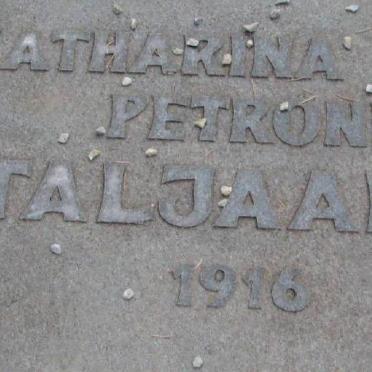 ATHARINA
PETRON
TALJAA
1916